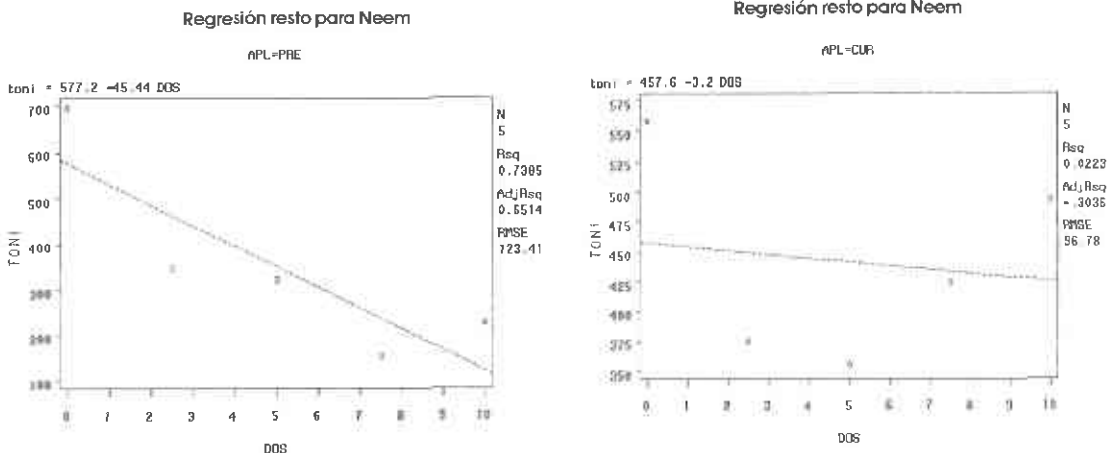 Regresión resto para Neem
APL=PRE
toni = 577.2 -45.44 DOS
700
600
500
400
300
200
100
TONI
0 1 2 3 4 5 6 7 8 9 10
DOS
N
5
Rsq
0.7385
AdjRsq
0.6514
RMSE
123.41
Regresión resto para Neem
APL=CUR
toni = 457.6 -3.2 DOS
575
550
525
500
475
450
425
400
375
350
TONI
0 1 2 3 4 5 6 7 8 9 10
DOS
N
5
Rsq
0.0223
AdjRsq
-.3036
RMSE
96.78